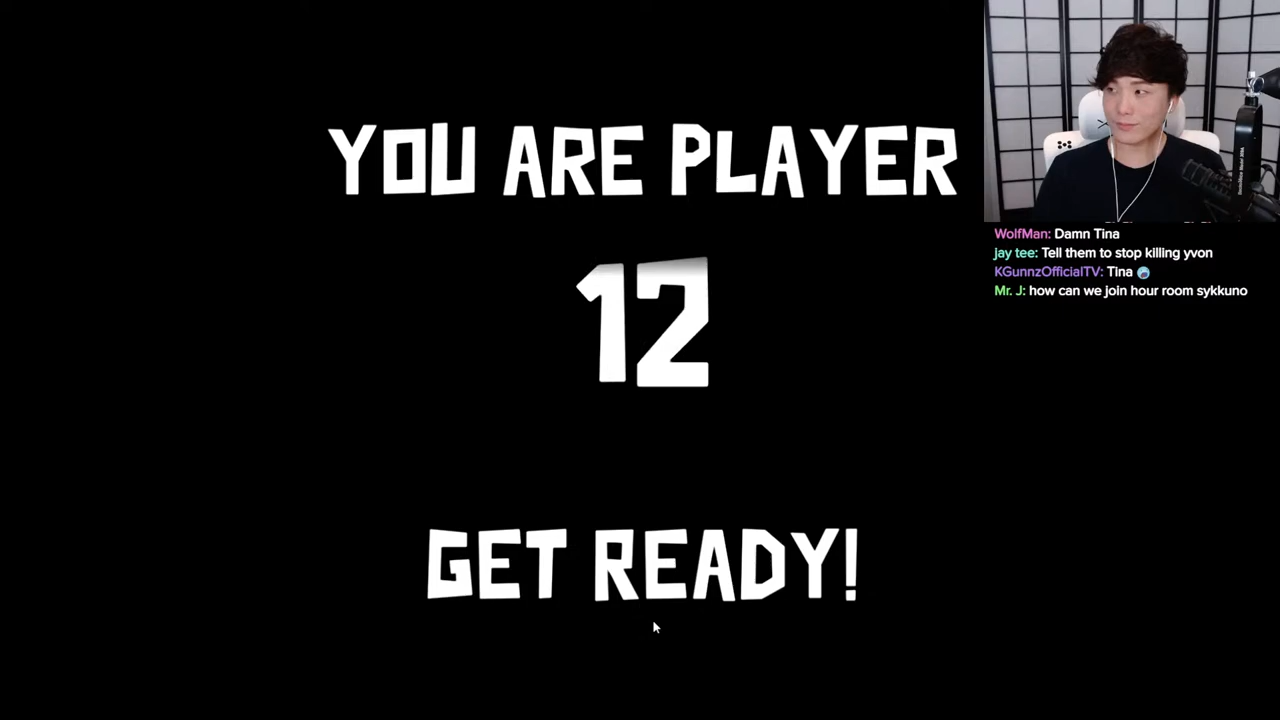 YOU ARE PLAYER
12
GET READY!
WolfMan: Damn Tina
jay tee: Tell them to stop killing yvon
KGunnzOfficialTV: Tina
Mr. J: how can we join hour room sykkuno